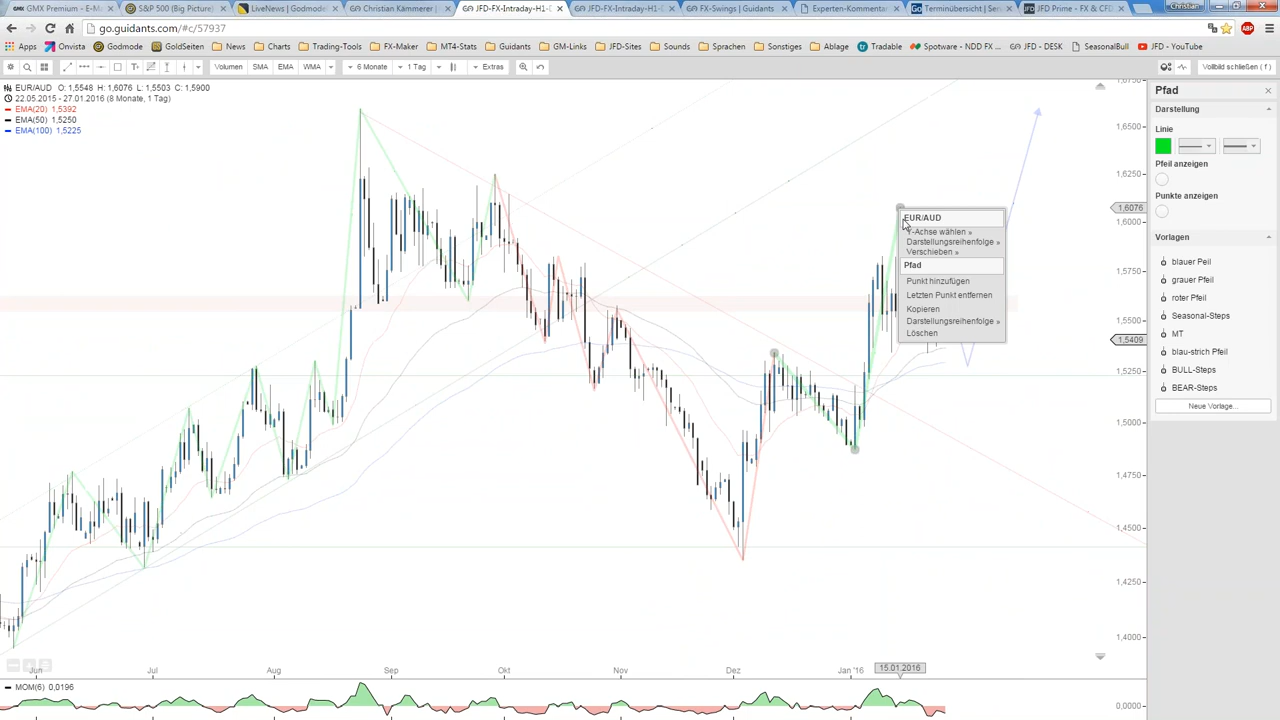 GMX Premium - E-M
S&P 500 (Big Picture)
LiveNews | Godmod
Christian Kämmerer |
JFD-FX-Intraday-H1-D
JFD-FX-Intraday-H1-D
FX-Swings | Guidants
Experten-Kommentar
Terminübersicht | Ser
JFD Prime - FX & CFD
Christian
go.guidants.com/#c/57937
Apps
Onvista
Godmode
GoldSeiten
News
Charts
Trading-Tools
FX-Maker
MT4-Stats
Guidants
GM-Links
JFD-Sites
Sounds
Sprachen
Sonstiges
Ablage
Tradable
Spotware - NDD FX ...
JFD - DESK
SeasonalBull
JFD - YouTube
Volumen
SMA
EMA
WMA
6 Monate
1 Tag
Extras
Vollbild schließen ( f )
EUR/AUD O: 1,5548 H: 1,6076 L: 1,5503 C: 1,5900
22.05.2015 - 27.01.2016 (8 Monate, 1 Tag)
EMA(20) 1,5392
EMA(50) 1,5250
EMA(100) 1,5225
1,6750
1,6500
1,6250
1,6076
1,6000
1,5750
1,5500
1,5409
1,5250
1,5000
1,4750
1,4500
1,4250
1,4000
EUR/AUD
Y-Achse wählen »
Darstellungsreihenfolge »
Verschieben »
Pfad
Punkt hinzufügen
Letzten Punkt entfernen
Kopieren
Darstellungsreihenfolge »
Löschen
Pfad
Darstellung
Linie
Pfeil anzeigen
Punkte anzeigen
Vorlagen
blauer Peil
grauer Pfeil
roter Pfeil
Seasonal-Steps
MT
blau-strich Pfeil
BULL-Steps
BEAR-Steps
Neue Vorlage...
Jun
Jul
Aug
Sep
Okt
Nov
Dez
Jan '16
15.01.2016
MOM(6) 0,0196
0,0000